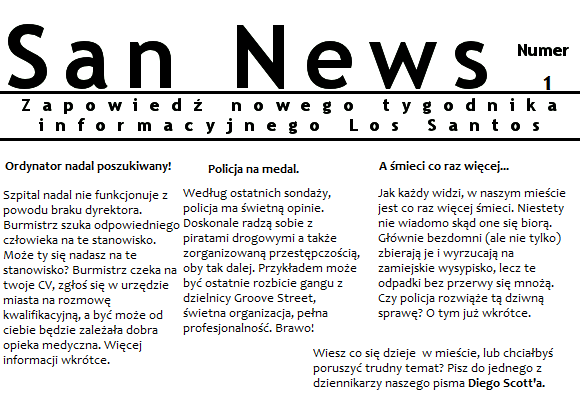 San News
Numer
1
Zapowiedź nowego tygodnika
informacyjnego Los Santos
Ordynator nadal poszukiwany!
Szpital nadal nie funkcjonuje z
powodu braku dyrektora.
Burmistrz szuka odpowiedniego
człowieka na te stanowisko.
Może ty się nadasz na te
stanowisko? Burmistrz czeka na
twoje CV, zgłoś się w urzędzie
miasta na rozmowę
kwalifikacyjną, a być może od
ciebie będzie zależała dobra
opieka medyczna. Więcej
informacji wkrótce.
Policja na medal.
Według ostatnich sondaży,
policja ma świetną opinie.
Doskonale radzą sobie z
piratami drogowymi a także
zorganizowaną przestępczością,
oby tak dalej. Przykładem może
być ostatnie rozbicie gangu z
dzielnicy Groove Street,
świetna organizacja, pełna
profesjonalność. Brawo!
A śmieci co raz więcej...
Jak każdy widzi, w naszym mieście
jest co raz więcej śmieci. Niestety
nie wiadomo skąd one się biorą.
Głównie bezdomni (ale nie tylko)
zbierają je i wyrzucają na
zamiejskie wysypisko, lecz te
odpadki bez przerwy się mnożą.
Czy policja rozwiąże tą dziwną
sprawę? O tym już wkrótce.
Wiesz co się dzieje w mieście, lub chciałbyś
poruszyć trudny temat? Pisz do jednego z
dziennikarzy naszego pisma Diego Scott'a.